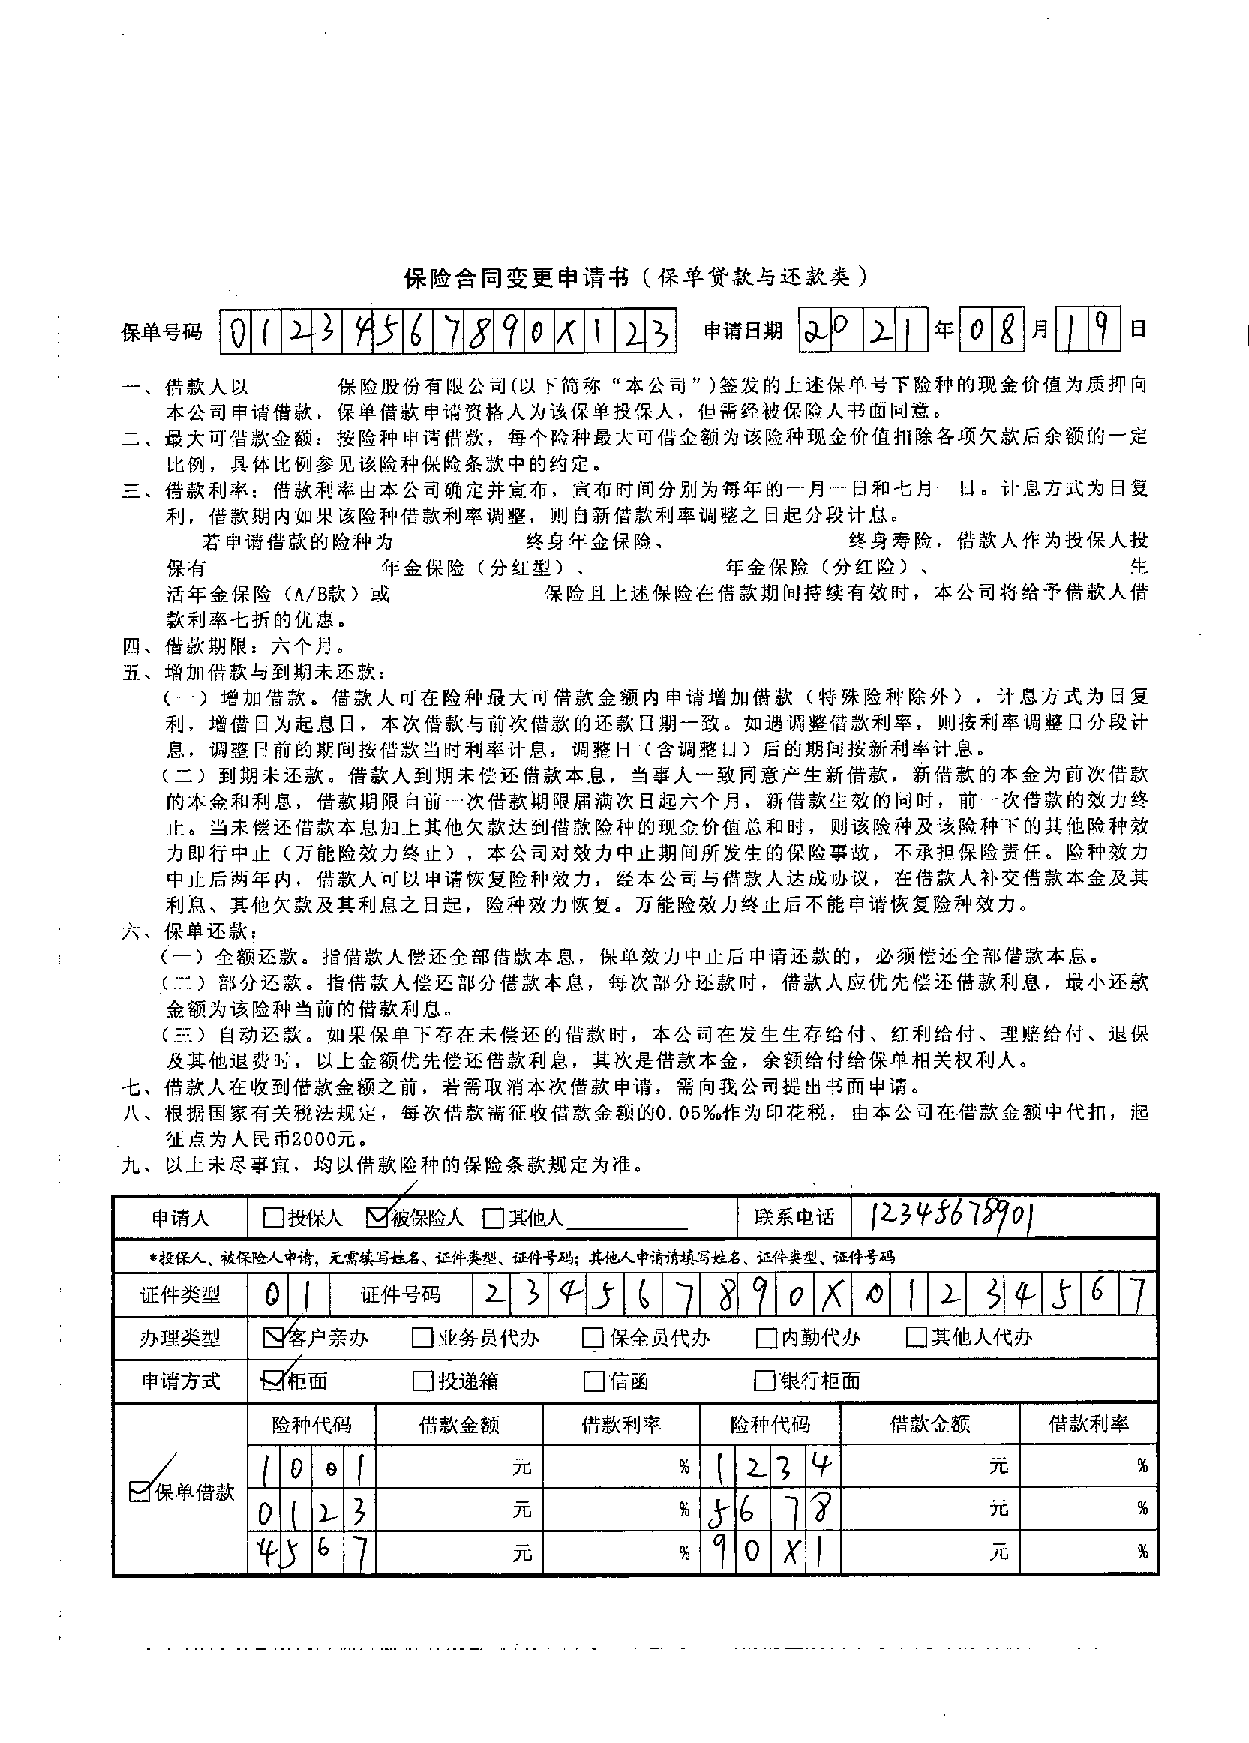 保险合同变更申请书（保单贷款与还款类）
保单号码 01234567890X123 申请日期 2021年08月19日
一、借款人以 保险股份有限公司(以下简称“本公司”)签发的上述保单号下险种的现金价值为质押向
本公司申请借款，保单借款申请资格人为该保单投保人，但需经被保险人书面同意。
二、最大可借款金额：按险种申请借款，每个险种最大可借金额为该险种现金价值扣除各项欠款后余额的一定
比例，具体比例参见该险种保险条款中的约定。
三、借款利率：借款利率由本公司确定并宣布，宣布时间分别为每年的一月一日和七月一日。计息方式为日复
利，借款期内如果该险种借款利率调整，则自新借款利率调整之日起分段计息。
若申请借款的险种为 终身年金保险、 终身寿险，借款人作为投保人投
保有 年金保险（分红型）、 年金保险（分红险）、 生
活年金保险（A/B款）或 保险且上述保险在借款期间持续有效时，本公司将给予借款人借
款利率七折的优惠。
四、借款期限：六个月。
五、增加借款与到期未还款：
（一）增加借款。借款人可在险种最大可借款金额内申请增加借款（特殊险种除外），计息方式为日复
利，增借日为起息日，本次借款与前次借款的还款日期一致。如遇调整借款利率，则按利率调整日分段计
息，调整日前的期间按借款当时利率计息，调整日（含调整日）后的期间按新利率计息。
（二）到期未还款。借款人到期未偿还借款本息，当事人一致同意产生新借款，新借款的本金为前次借款
的本金和利息，借款期限自前一次借款期限届满次日起六个月，新借款生效的同时，前一次借款的效力终
止。当未偿还借款本息加上其他欠款达到借款险种的现金价值总和时，则该险种及该险种下的其他险种效
力即行中止（万能险效力终止），本公司对效力中止期间所发生的保险事故，不承担保险责任。险种效力
中止后两年内，借款人可以申请恢复险种效力，经本公司与借款人达成协议，在借款人补交借款本金及其
利息、其他欠款及其利息之日起，险种效力恢复。万能险效力终止后不能申请恢复险种效力。
六、保单还款：
（一）全额还款。指借款人偿还全部借款本息，保单效力中止后申请还款的，必须偿还全部借款本息。
（二）部分还款。指借款人偿还部分借款本息，每次部分还款时，借款人应优先偿还借款利息，最小还款
金额为该险种当前的借款利息。
（三）自动还款。如果保单下存在未偿还的借款时，本公司在发生生存给付、红利给付、理赔给付、退保
及其他退费时，以上金额优先偿还借款利息，其次是借款本金，余额给付给保单相关权利人。
七、借款人在收到借款金额之前，若需取消本次借款申请，需向我公司提出书面申请。
八、根据国家有关税法规定，每次借款需征收借款金额的0.05‰作为印花税，由本公司在借款金额中代扣，起
征点为人民币2000元。
九、以上未尽事宜，均以借款险种的保险条款规定为准。
申请人 □投保人 ☑被保险人 □其他人________ 联系电话 12345678901
*投保人、被保险人申请，无需填写姓名、证件类型、证件号码；其他人申请请填写姓名、证件类型、证件号码
证件类型 01 证件号码 234567890X01234567
办理类型 ☑客户亲办 □业务员代办 □保全员代办 □内勤代办 □其他人代办
申请方式 ☑柜面 □投递箱 □信函 □银行柜面
险种代码 借款金额 借款利率 险种代码 借款金额 借款利率
1001 元 % 1234 元 %
☑保单借款
0123 元 % 5678 元 %
4567 元 % 90X1 元 %